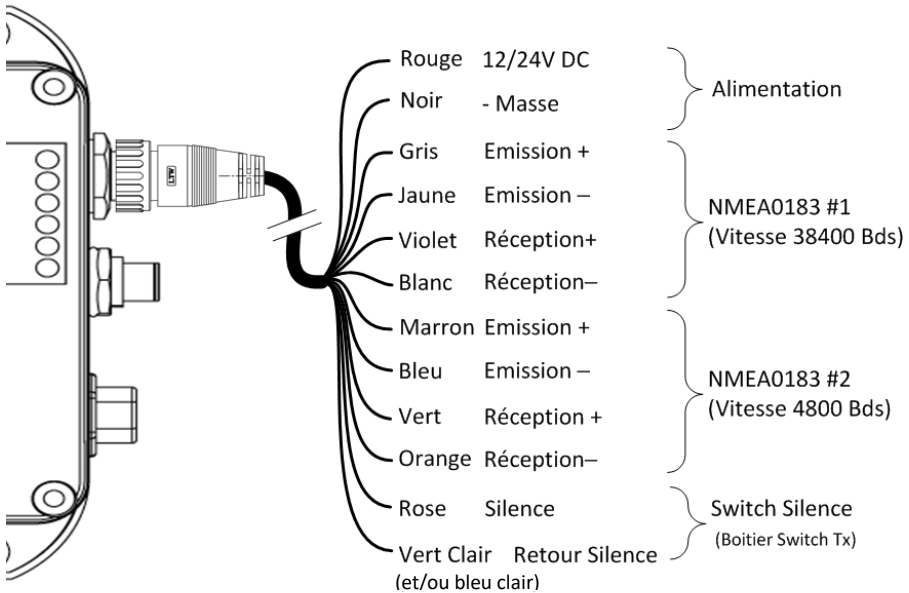 Rouge 12/24V DC
Noir - Masse
Alimentation
Gris Emission +
Jaune Emission –
Violet Réception+
Blanc Réception–
NMEA0183 #1
(Vitesse 38400 Bds)
Marron Emission +
Bleu Emission –
Vert Réception +
Orange Réception–
NMEA0183 #2
(Vitesse 4800 Bds)
Rose Silence
Vert Clair Retour Silence
(et/ou bleu clair)
Switch Silence
(Boitier Switch Tx)
LTW